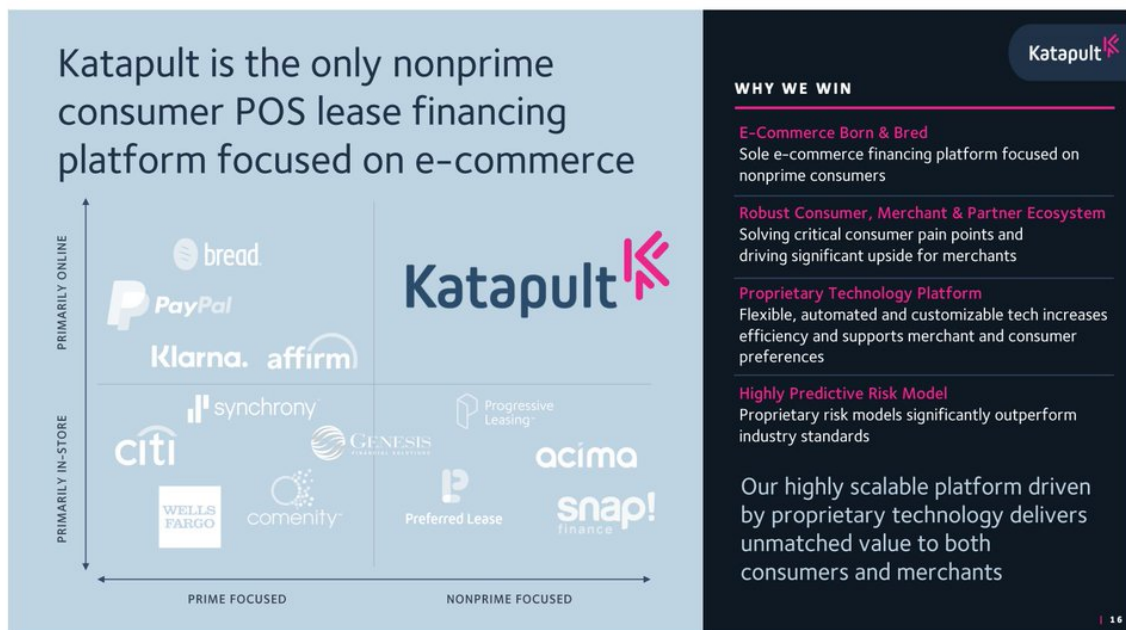 Katapult is the only nonprime
consumer POS lease financing
platform focused on e-commerce
PRIMARILY ONLINE
PRIMARILY IN-STORE
bread
PayPal
Klarna.
affirm
Katapult
synchrony
citi
GENESIS
FINANCIAL SOLUTIONS
WELLS
FARGO
comenity™
Progressive
Leasing™
acima
Preferred Lease
snap!
finance
PRIME FOCUSED
NONPRIME FOCUSED
Katapult
WHY WE WIN
E-Commerce Born & Bred
Sole e-commerce financing platform focused on
nonprime consumers
Robust Consumer, Merchant & Partner Ecosystem
Solving critical consumer pain points and
driving significant upside for merchants
Proprietary Technology Platform
Flexible, automated and customizable tech increases
efficiency and supports merchant and consumer
preferences
Highly Predictive Risk Model
Proprietary risk models significantly outperform
industry standards
Our highly scalable platform driven
by proprietary technology delivers
unmatched value to both
consumers and merchants
| 16